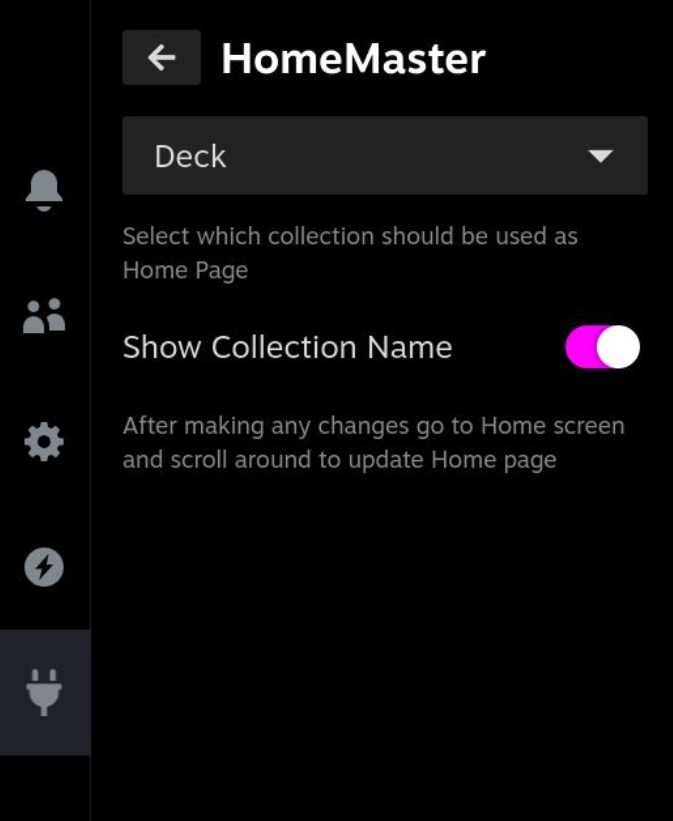 HomeMaster
Deck
Select which collection should be used as
Home Page
Show Collection Name
After making any changes go to Home screen
and scroll around to update Home page